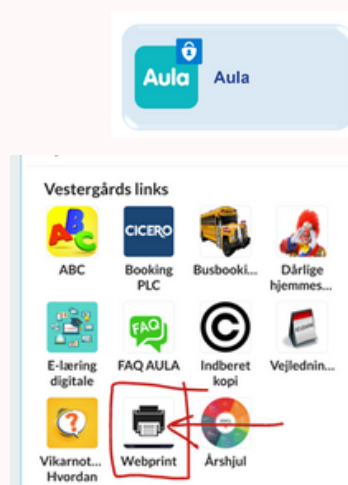 Aula
Aula
Vestergårds links
ABC
CICERO
Booking
PLC
Busbooki...
Dårlige
hjemmes...
E-læring
digitale
FAQ
FAQ AULA
©
Indberet
kopi
Vejlednin...
?
Vikarnot...
Hvordan
Webprint
Årshjul